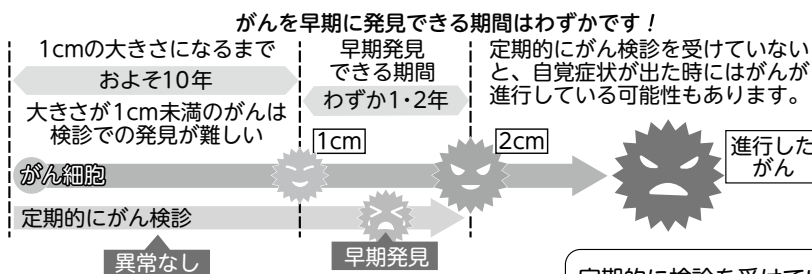 がんを早期に発見できる期間はわずかです！
1cmの大きさになるまで
およそ10年
大きさが1cm未満のがんは
検診での発見が難しい
早期発見
できる期間
わずか1・2年
定期的にがん検診を受けていない
と、自覚症状が出た時にはがんが
進行している可能性もあります。
1cm
2cm
進行した
がん
がん細胞
定期的にがん検診
異常なし
早期発見